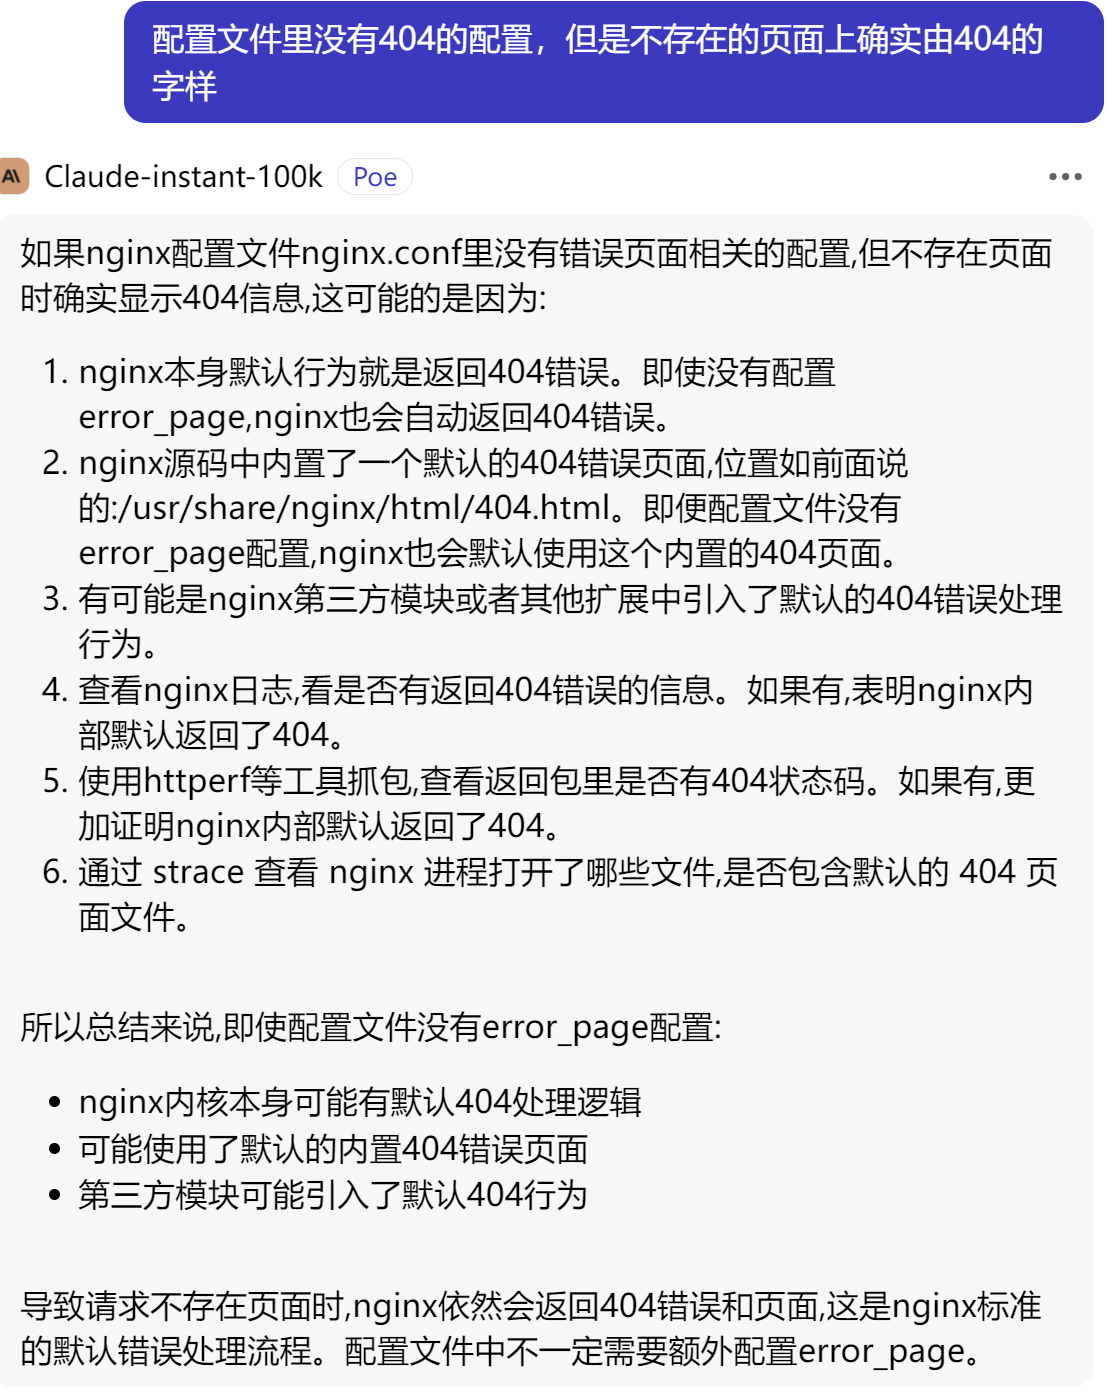 配置文件里没有404的配置，但是不存在的页面上确实由404的
字样
Claude-instant-100k Poe
如果nginx配置文件nginx.conf里没有错误页面相关的配置,但不存在页面
时确实显示404信息,这可能的是因为:
1. nginx本身默认行为就是返回404错误。即使没有配置
error_page,nginx也会自动返回404错误。
2. nginx源码中内置了一个默认的404错误页面,位置如前面说
的:/usr/share/nginx/html/404.html。即便配置文件没有
error_page配置,nginx也会默认使用这个内置的404页面。
3. 有可能是nginx第三方模块或者其他扩展中引入了默认的404错误处理
行为。
4. 查看nginx日志,看是否有返回404错误的信息。如果有,表明nginx内
部默认返回了404。
5. 使用httperf等工具抓包,查看返回包里是否有404状态码。如果有,更
加证明nginx内部默认返回了404。
6. 通过 strace 查看 nginx 进程打开了哪些文件,是否包含默认的 404 页
面文件。
所以总结来说,即使配置文件没有error_page配置:
• nginx内核本身可能有默认404处理逻辑
• 可能使用了默认的内置404错误页面
• 第三方模块可能引入了默认404行为
导致请求不存在页面时,nginx依然会返回404错误和页面,这是nginx标准
的默认错误处理流程。配置文件中不一定需要额外配置error_page。